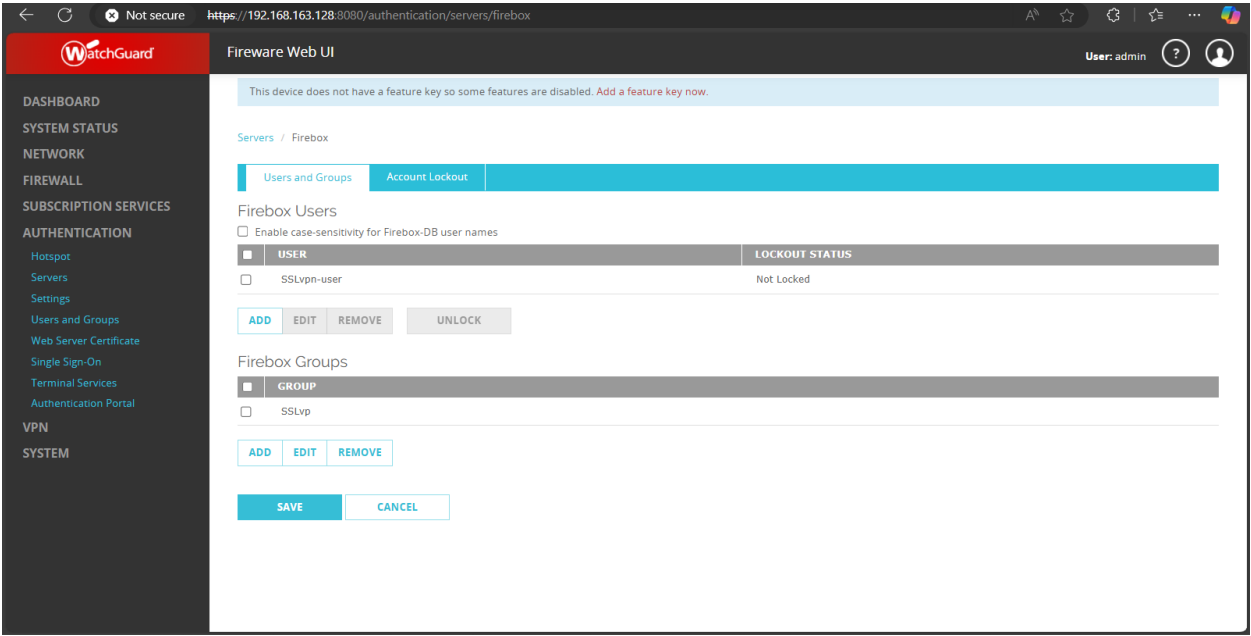 Not secure https://192.168.163.128:8080/authentication/servers/firebox
WatchGuard Fireware Web UI User: admin ?
This device does not have a feature key so some features are disabled. Add a feature key now.
DASHBOARD
SYSTEM STATUS
NETWORK
FIREWALL
SUBSCRIPTION SERVICES
AUTHENTICATION
Hotspot
Servers
Settings
Users and Groups
Web Server Certificate
Single Sign-On
Terminal Services
Authentication Portal
VPN
SYSTEM
Servers / Firebox
Users and Groups Account Lockout
Firebox Users
Enable case-sensitivity for Firebox-DB user names
USER LOCKOUT STATUS
SSLvpn-user Not Locked
ADD EDIT REMOVE UNLOCK
Firebox Groups
GROUP
SSLvp
ADD EDIT REMOVE
SAVE CANCEL